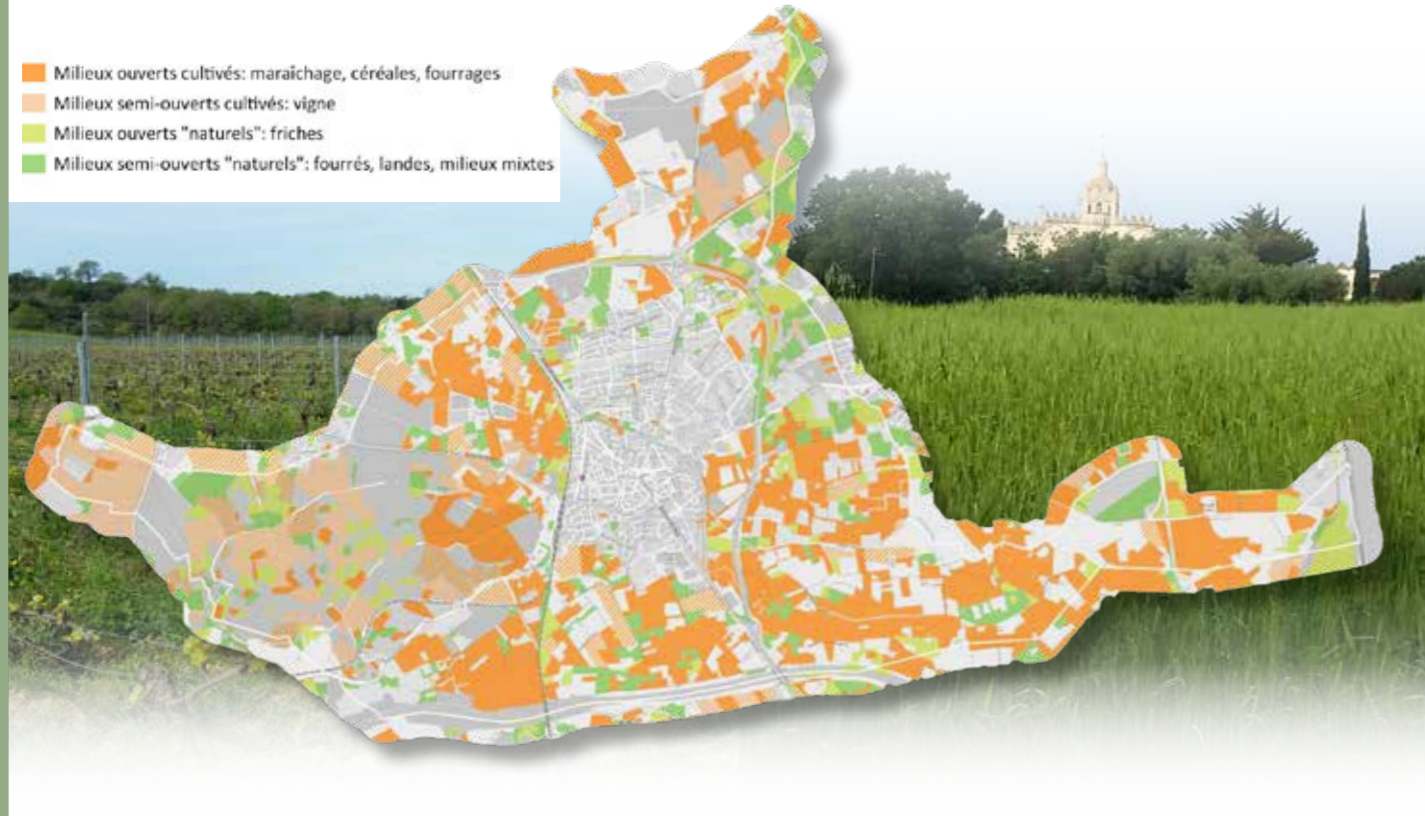 Milieux ouverts cultivés: maraîchage, céréales, fourrages
Milieux semi-ouverts cultivés: vigne
Milieux ouverts "naturels": friches
Milieux semi-ouverts "naturels": fourrés, landes, milieux mixtes